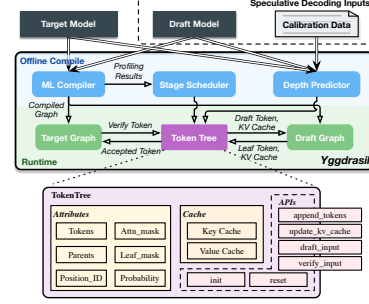 Speculative Decoding Inputs
Target Model
Draft Model
Calibration Data
Offline Compile
Profiling
Results
ML Compiler
Stage Scheduler
Depth Predictor
Compiled
Graph
Verify Token
Draft Token,
KV Cache
Target Graph
Token Tree
Draft Graph
Accepted Token
Leaf Token,
KV Cache
Runtime
Yggdrasil
TokenTree
APIs
Attributes
Cache
append_tokens
Tokens
Attn_mask
Key Cache
update_kv_cache
Parents
Leaf_mask
Value Cache
draft_input
verify_input
Position_ID
Probability
init
reset